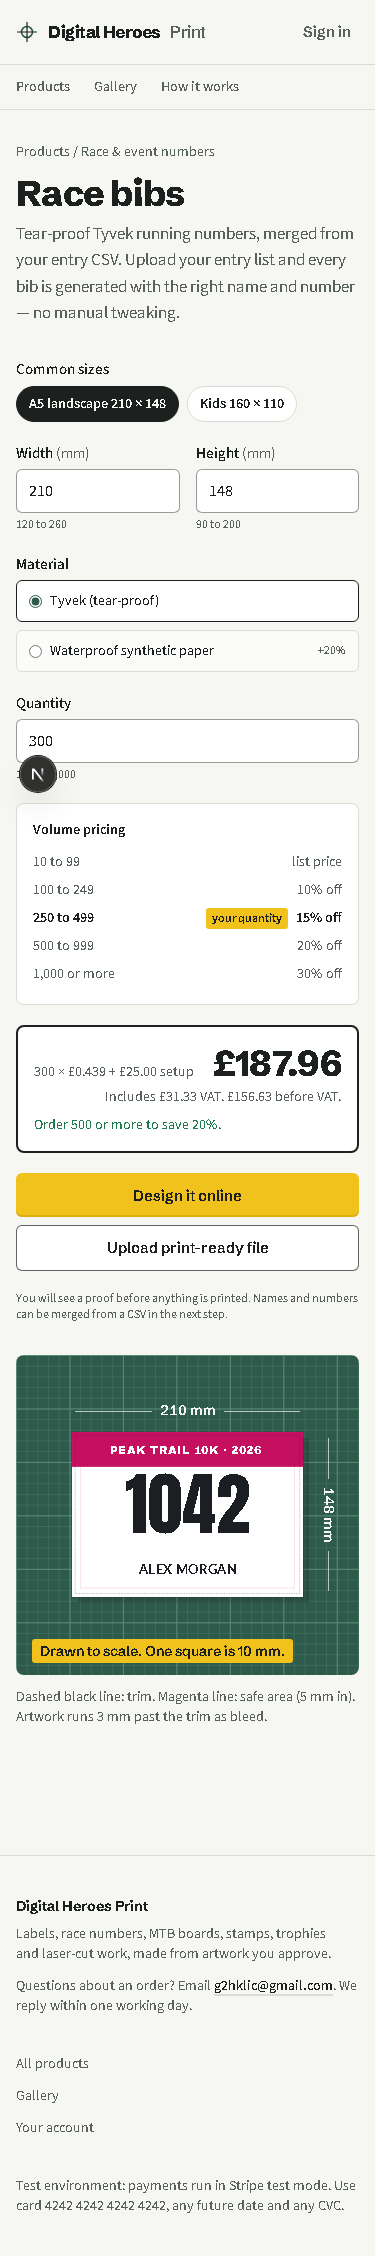 Digital Heroes Print
Sign in
Products Gallery How it works
Products / Race & event numbers
Race bibs
Tear-proof Tyvek running numbers, merged from
your entry CSV. Upload your entry list and every
bib is generated with the right name and number
— no manual tweaking.
Common sizes
A5 landscape 210 × 148
Kids 160 × 110
Width (mm)
Height (mm)
210
148
120 to 260
90 to 200
Material
Tyvek (tear-proof)
Waterproof synthetic paper
+20%
Quantity
300
N
000
Volume pricing
10 to 99 list price
100 to 249 10% off
250 to 499 your quantity 15% off
500 to 999 20% off
1,000 or more 30% off
300 × £0.439 + £25.00 setup £187.96
Includes £31.33 VAT. £156.63 before VAT.
Order 500 or more to save 20%.
Design it online
Upload print-ready file
You will see a proof before anything is printed. Names and numbers
can be merged from a CSV in the next step.
210 mm
PEAK TRAIL 10K · 2026
1042
ALEX MORGAN
148 mm
Drawn to scale. One square is 10 mm.
Dashed black line: trim. Magenta line: safe area (5 mm in).
Artwork runs 3 mm past the trim as bleed.
Digital Heroes Print
Labels, race numbers, MTB boards, stamps, trophies
and laser-cut work, made from artwork you approve.
Questions about an order? Email g2hklic@gmail.com. We
reply within one working day.
All products
Gallery
Your account
Test environment: payments run in Stripe test mode. Use
card 4242 4242 4242 4242, any future date and any CVC.